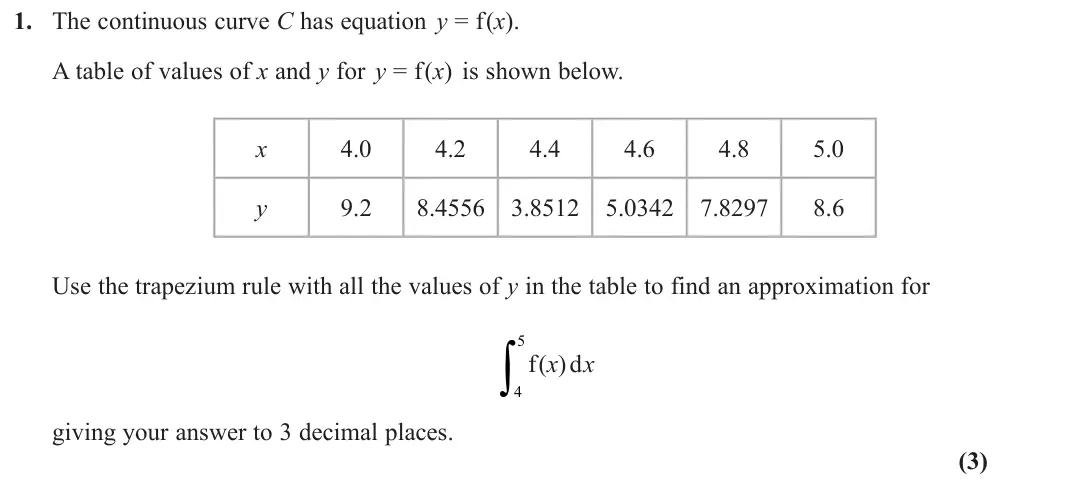 1. The continuous curve C has equation y = f(x).
A table of values of x and y for y = f(x) is shown below.
x 4.0 4.2 4.4 4.6 4.8 5.0
y 9.2 8.4556 3.8512 5.0342 7.8297 8.6
Use the trapezium rule with all the values of y in the table to find an approximation for
∫₄⁵ f(x) dx
giving your answer to 3 decimal places.
(3)